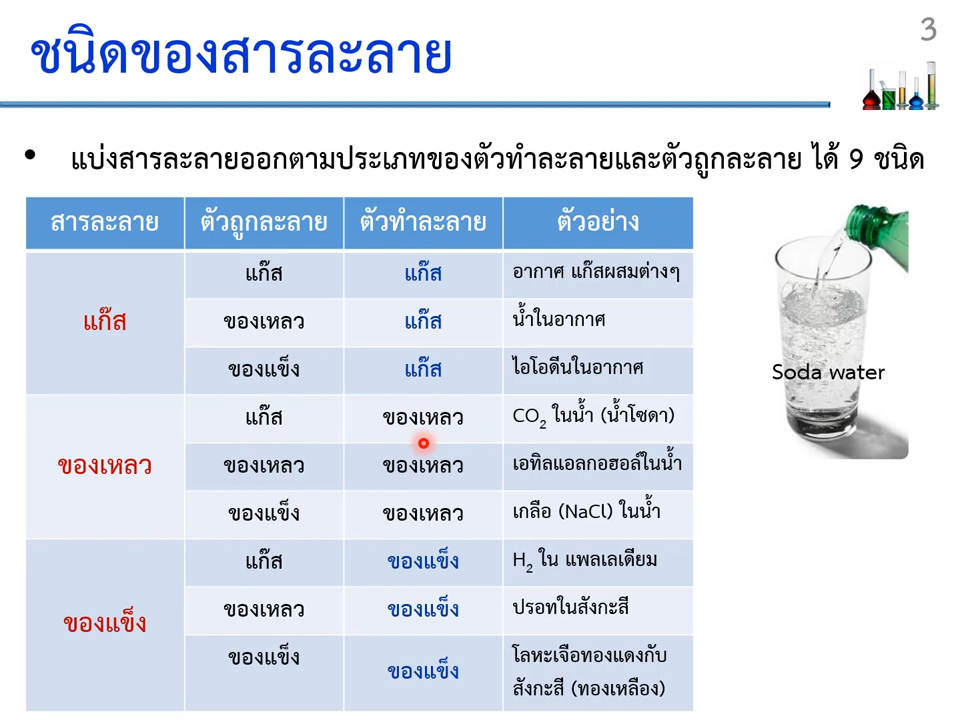 3
ชนิดของสารละลาย
• แบ่งสารละลายออกตามประเภทของตัวทำละลายและตัวถูกละลาย ได้ 9 ชนิด
สารละลาย ตัวถูกละลาย ตัวทำละลาย ตัวอย่าง
แก๊ส แก๊ส แก๊ส อากาศ แก๊สผสมต่างๆ
ของเหลว แก๊ส น้ำในอากาศ
ของแข็ง แก๊ส ไอโอดีนในอากาศ
ของเหลว แก๊ส ของเหลว CO2 ในน้ำ (น้ำโซดา)
ของเหลว ของเหลว เอทิลแอลกอฮอล์ในน้ำ
ของแข็ง ของเหลว เกลือ (NaCl) ในน้ำ
ของแข็ง แก๊ส ของแข็ง H2 ใน แพลเลเดียม
ของเหลว ของแข็ง ปรอทในสังกะสี
ของแข็ง ของแข็ง โลหะเจือทองแดงกับ
สังกะสี (ทองเหลือง)
Soda water